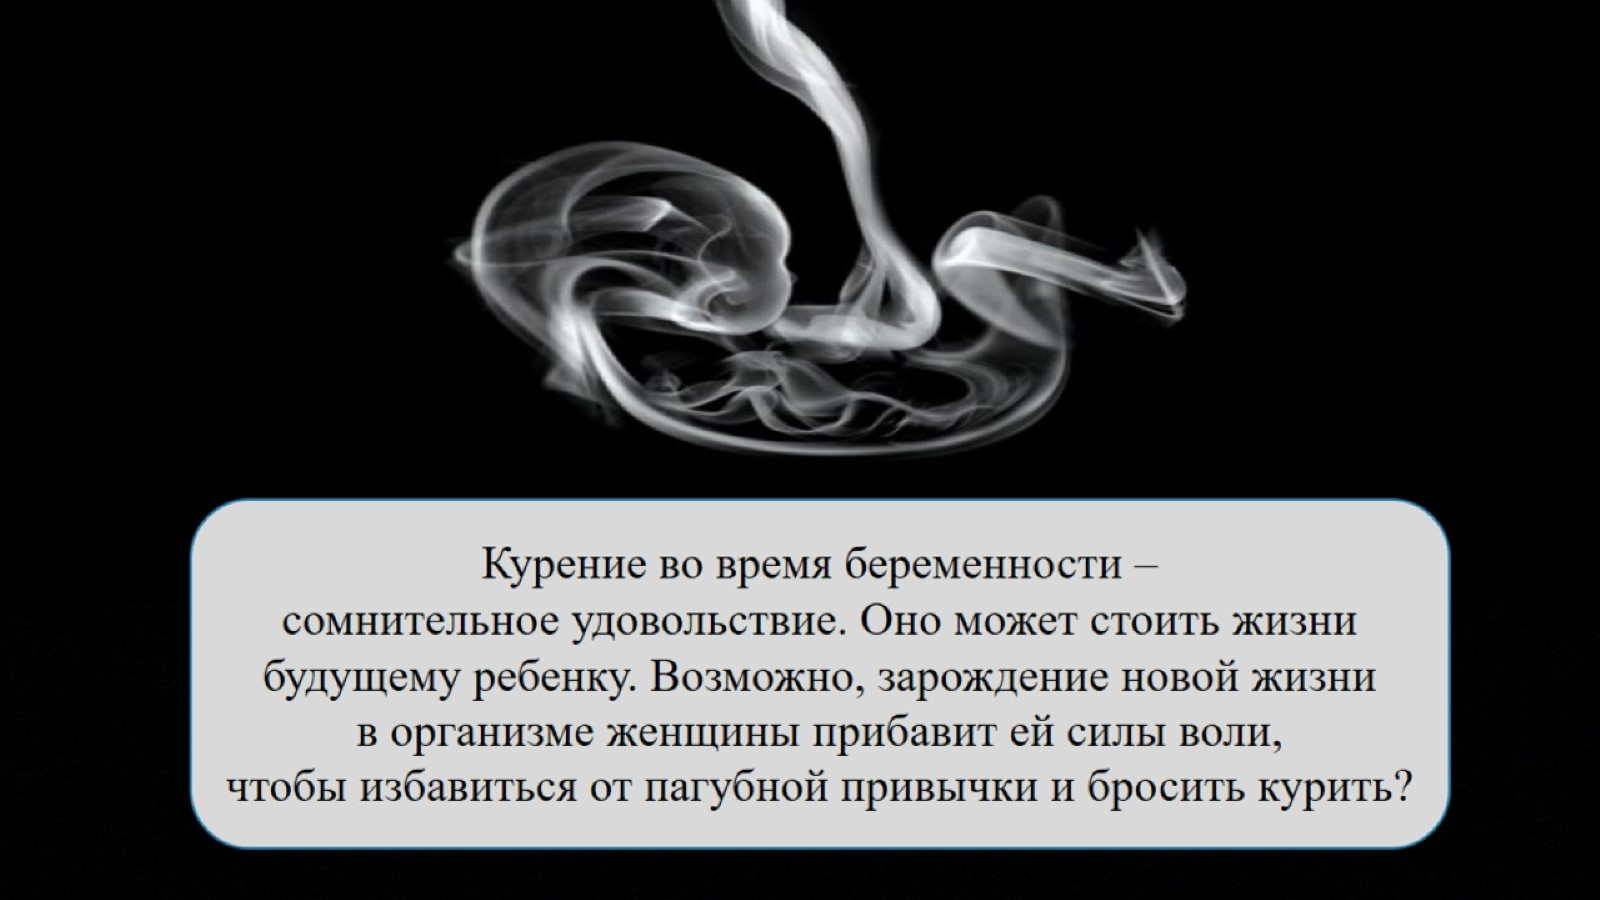 Курение во время беременности –
сомнительное удовольствие. Оно может стоить жизни
будущему ребенку. Возможно, зарождение новой жизни
в организме женщины прибавит ей силы воли,
чтобы избавиться от пагубной привычки и бросить курить?